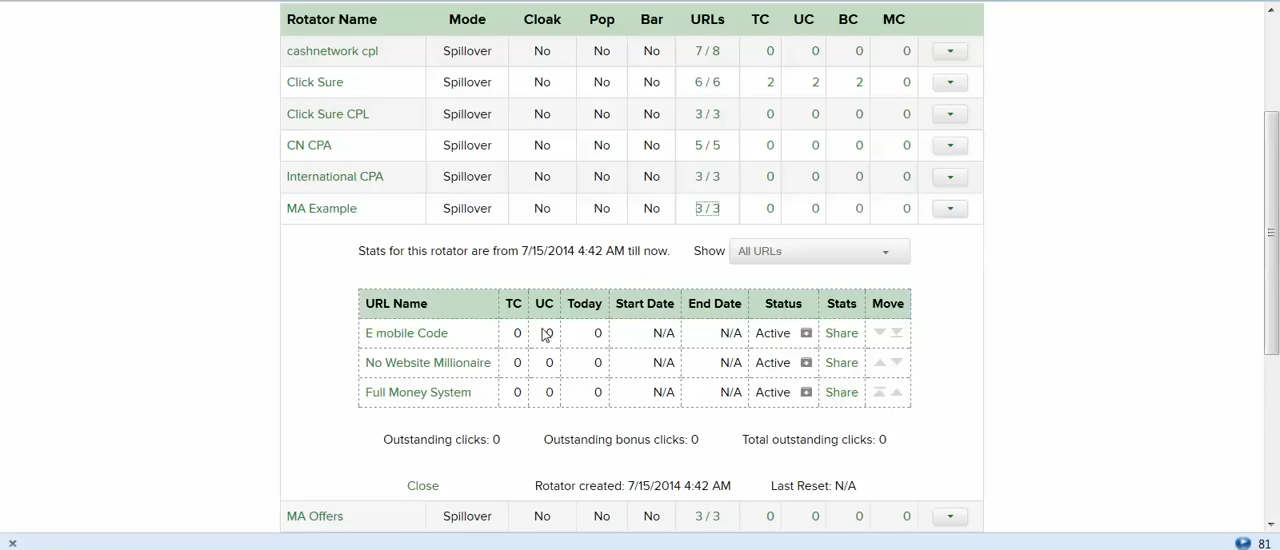 Rotator Name Mode Cloak Pop Bar URLs TC UC BC MC
cashnetwork cpl Spillover No No No 7 / 8 0 0 0 0
Click Sure Spillover No No No 6 / 6 2 2 2 0
Click Sure CPL Spillover No No No 3 / 3 0 0 0 0
CN CPA Spillover No No No 5 / 5 0 0 0 0
International CPA Spillover No No No 3 / 3 0 0 0 0
MA Example Spillover No No No 3 / 3 0 0 0 0
Stats for this rotator are from 7/15/2014 4:42 AM till now. Show All URLs
URL Name TC UC Today Start Date End Date Status Stats Move
E mobile Code 0 0 0 N/A N/A Active Share
No Website Millionaire 0 0 0 N/A N/A Active Share
Full Money System 0 0 0 N/A N/A Active Share
Outstanding clicks: 0 Outstanding bonus clicks: 0 Total outstanding clicks: 0
Close Rotator created: 7/15/2014 4:42 AM Last Reset: N/A
MA Offers Spillover No No No 3 / 3 0 0 0 0
81